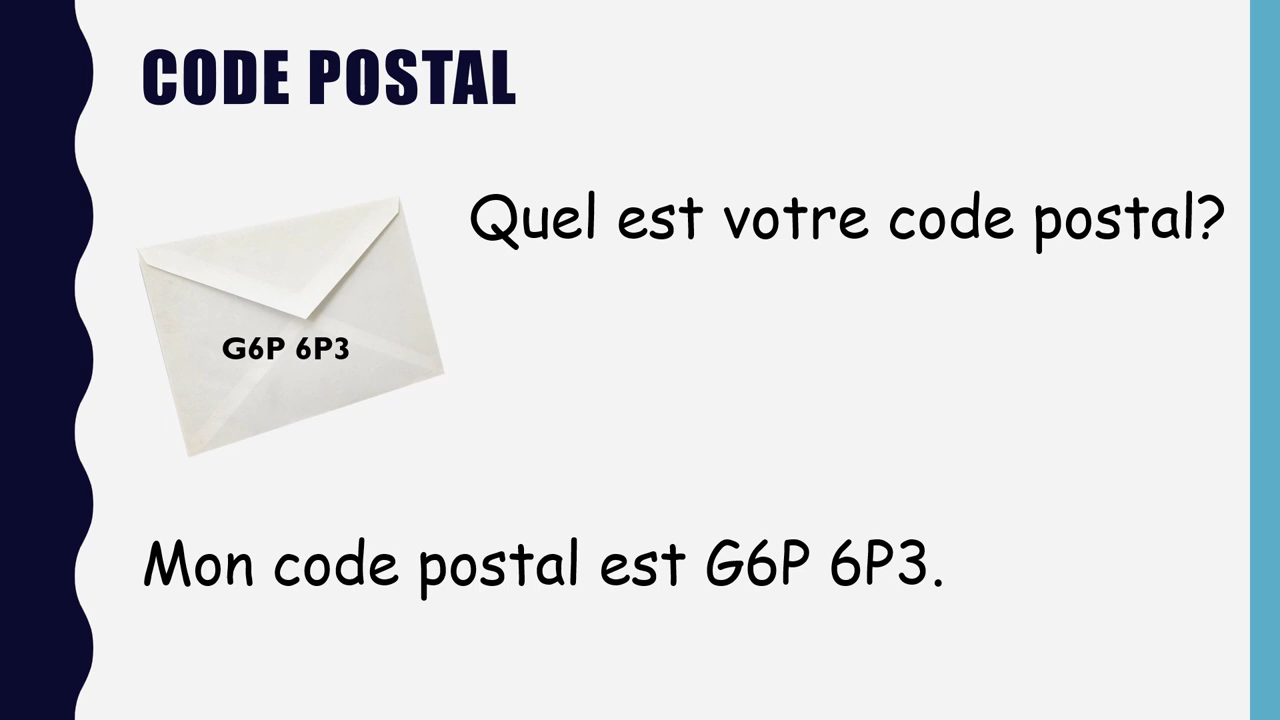 CODE POSTAL
Quel est votre code postal?
G6P 6P3
Mon code postal est G6P 6P3.